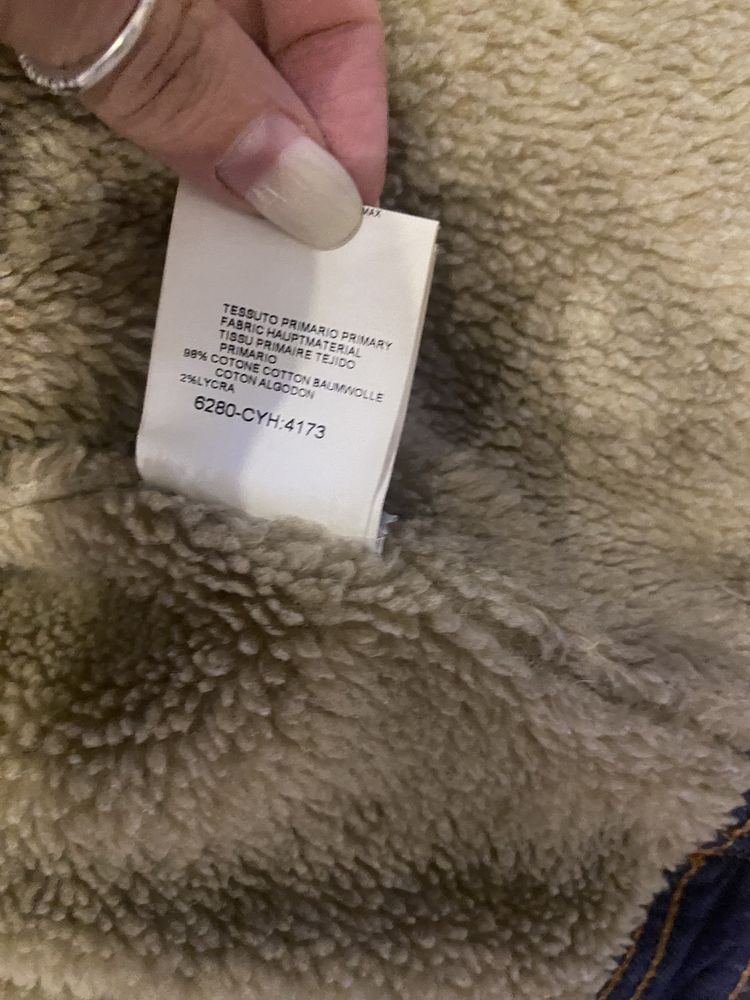 MAX
TESSUTO PRIMARIO PRIMARY
FABRIC HAUPTMATERIAL
TISSU PRIMAIRE TEJIDO
PRIMARIO
98% COTONE COTTON BAUMWOLLE
COTON ALGODON
2%LYCRA
6280-CYH:4173